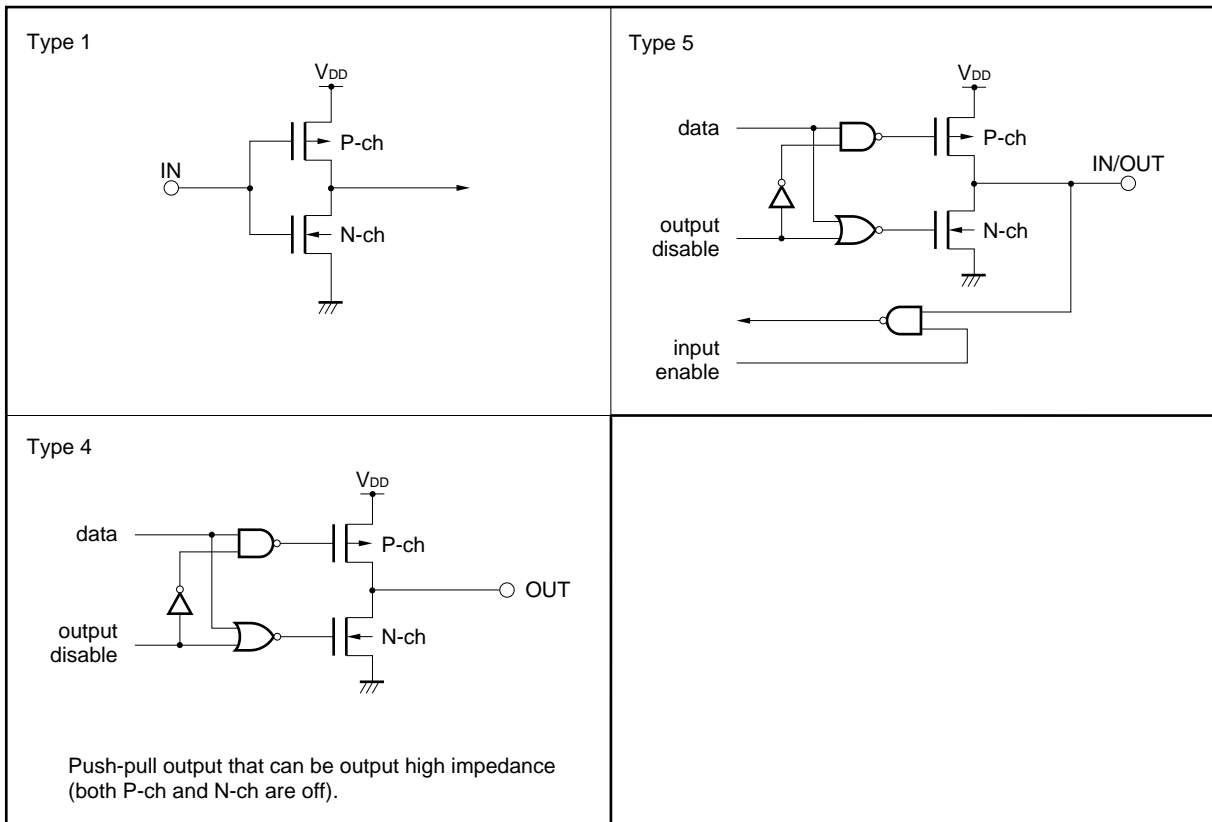 Type 1
VDD
P-ch
IN
N-ch
Type 5
VDD
data
P-ch
IN/OUT
output
disable
N-ch
input
enable
Type 4
VDD
data
P-ch
OUT
output
disable
N-ch
Push-pull output that can be output high impedance
(both P-ch and N-ch are off).